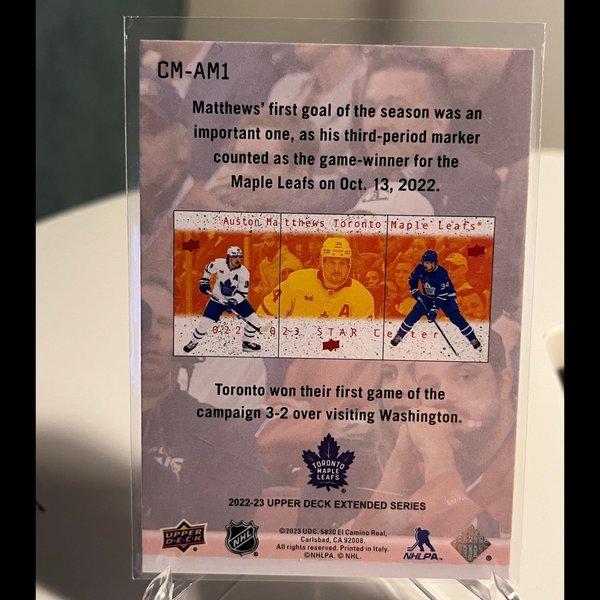 CM-AM1
Matthews' first goal of the season was an
important one, as his third-period marker
counted as the game-winner for the
Maple Leafs on Oct. 13, 2022.
Auston Matthews Toronto Maple Leafs®
34
A
A
34
022 2023 STAR Center
Toronto won their first game of the
campaign 3-2 over visiting Washington.
TORONTO
MAPLE
LEAFS
2022-23 UPPER DECK EXTENDED SERIES
©2023 UDC. 5830 El Camino Real,
Carlsbad, CA 92008.
All rights reserved. Printed in Italy.
©NHLPA. © NHL.
UPPER
DECK
NHL
NHLPA